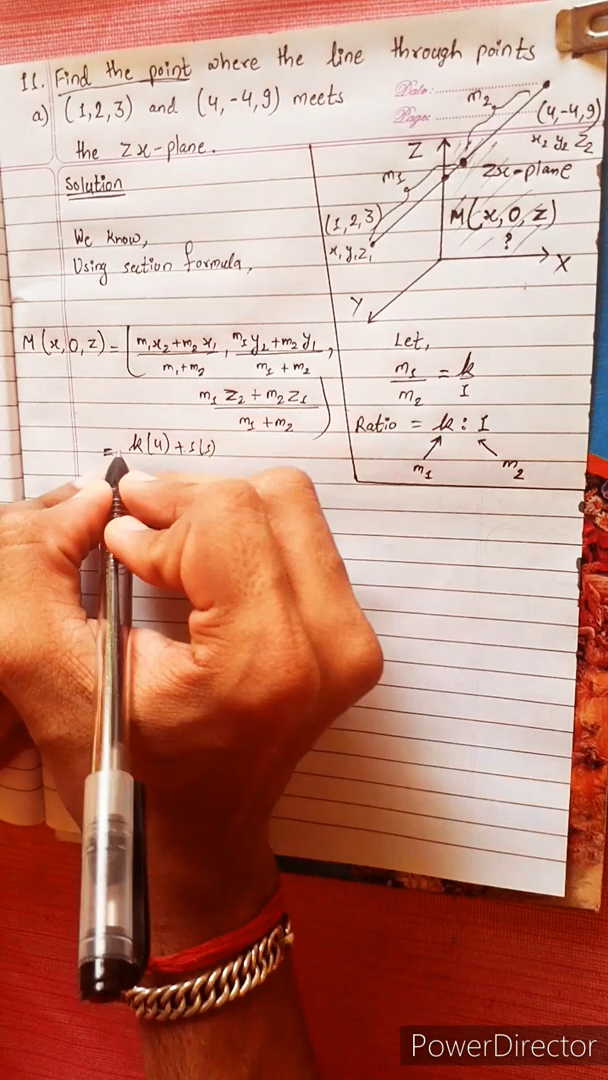 11. Find the point where the line through points
a) (1,2,3) and (4,-4,9) meets
the Zx-plane.
Solution
We know,
Using section formula,
M(x,0,z) = [m₁x₂+m₂x₁/m₁+m₂, m₁y₂+m₂y₁/m₁+m₂,
m₁z₂+m₂z₁/m₁+m₂)
= k(4)+1(1)
Date:
Page:
m₂
(4,-4,9)
x₂ y₂ z₂
Z
Zx-plane
m₁
(1,2,3)
x₁y₁z₁
M(x,0,z)
?
X
Y
Let,
m₁/m₂ = k/1
Ratio = k : 1
m₁ m₂
PowerDirector